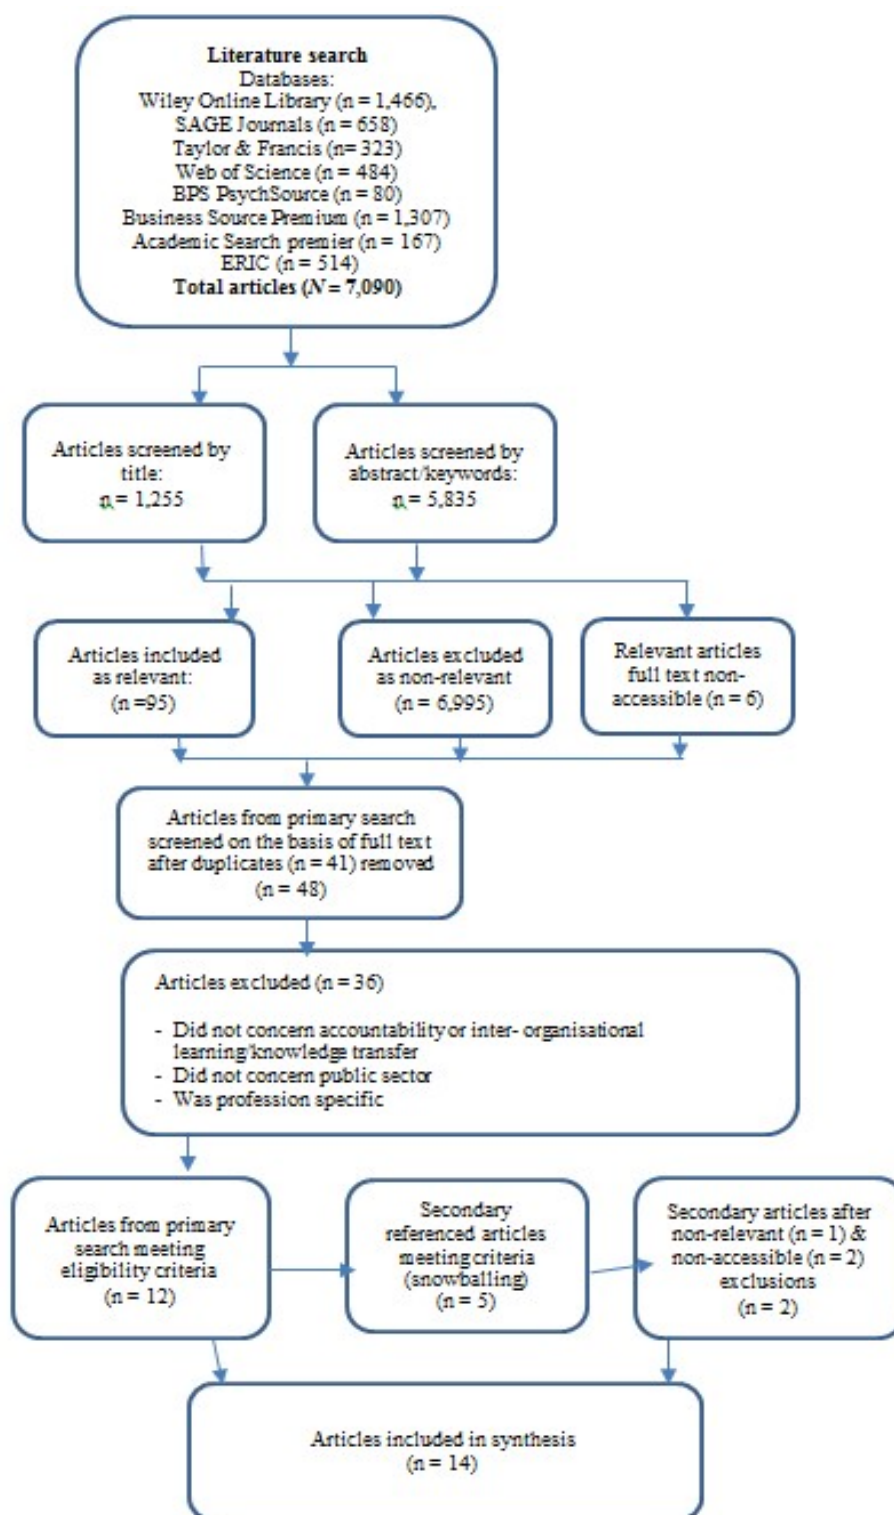 Literature search
Databases:
Wiley Online Library (n = 1,466),
SAGE Journals (n = 658)
Taylor & Francis (n= 323)
Web of Science (n = 484)
BPS PsychSource (n = 80)
Business Source Premium (n = 1,307)
Academic Search premier (n = 167)
ERIC (n = 514)
Total articles (N = 7,090)
Articles screened by
title:
n = 1,255
Articles screened by
abstract/keywords:
n = 5,835
Articles included
as relevant:
(n =95)
Articles excluded
as non-relevant
(n = 6,995)
Relevant articles
full text non-
accessible (n = 6)
Articles from primary search
screened on the basis of full text
after duplicates (n = 41) removed
(n = 48)
Articles excluded (n = 36)
- Did not concern accountability or inter- organisational
learning/knowledge transfer
- Did not concern public sector
- Was profession specific
Articles from primary
search meeting
eligibility criteria
(n = 12)
Secondary
referenced articles
meeting criteria
(snowballing)
(n = 5)
Secondary articles after
non-relevant (n = 1) &
non-accessible (n = 2)
exclusions
(n = 2)
Articles included in synthesis
(n = 14)